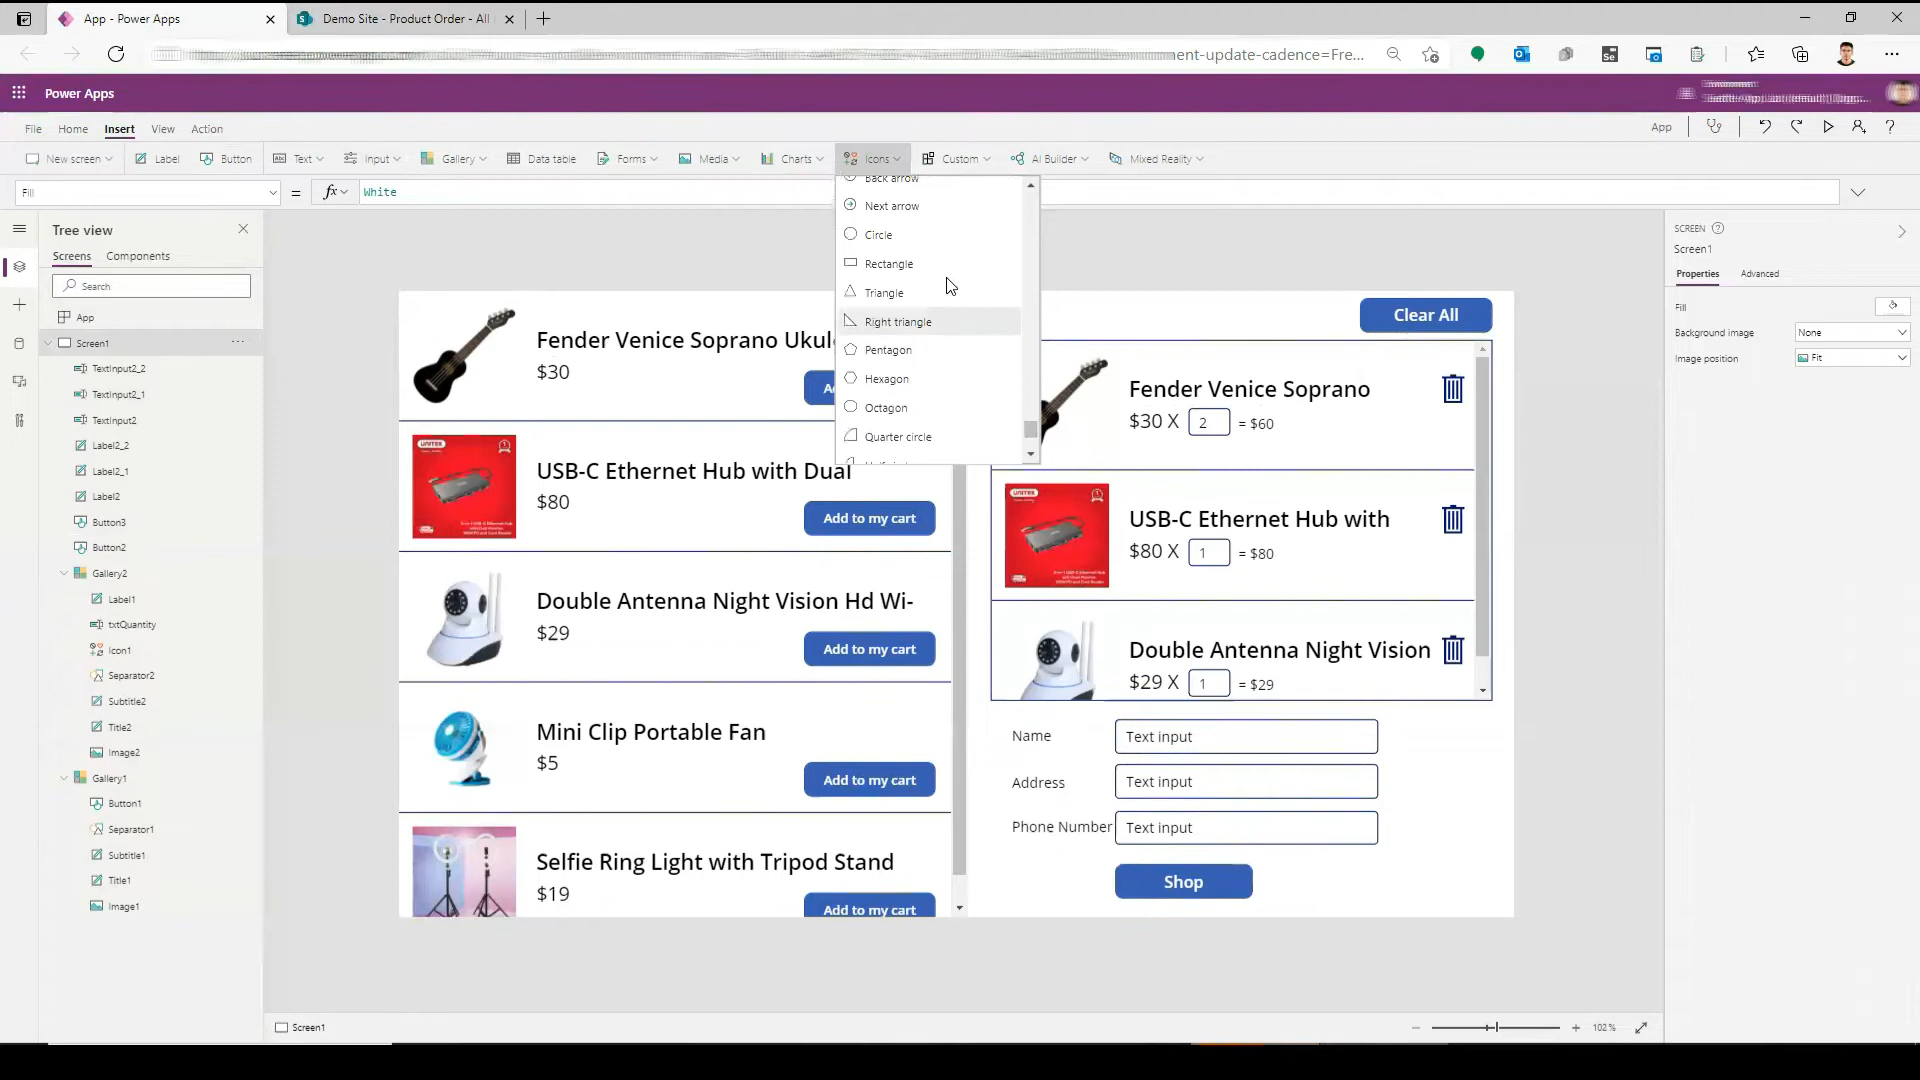 App - Power Apps
Demo Site - Product Order - All
nent-update-cadence=Fre...
Power Apps
File Home Insert View Action
App
New screen Label Button Text Input Gallery Data table Forms Media Charts Icons Custom AI Builder Mixed Reality
Fill = fx White
Tree view
Screens Components
Search
App
Screen1
TextInput2_2
TextInput2_1
TextInput2
Label2_2
Label2_1
Label2
Button3
Button2
Gallery2
Label1
txtQuantity
Icon1
Separator2
Subtitle2
Title2
Image2
Gallery1
Button1
Separator1
Subtitle1
Title1
Image1
Back arrow
Next arrow
Circle
Rectangle
Triangle
Right triangle
Pentagon
Hexagon
Octagon
Quarter circle
Fender Venice Soprano
$30
USB-C Ethernet Hub with Dual
$80
Add to my cart
Double Antenna Night Vision Hd Wi-
$29
Add to my cart
Mini Clip Portable Fan
$5
Add to my cart
Selfie Ring Light with Tripod Stand
$19
Add to my cart
Clear All
Fender Venice Soprano
$30 X 2 = $60
UNITEK
USB-C Ethernet Hub with
$80 X 1 = $80
UNITEK
Double Antenna Night Vision
$29 X 1 = $29
Name Text input
Address Text input
Phone Number Text input
Shop
SCREEN
Screen1
Properties Advanced
Fill
Background image None
Image position Fit
Screen1
102 %